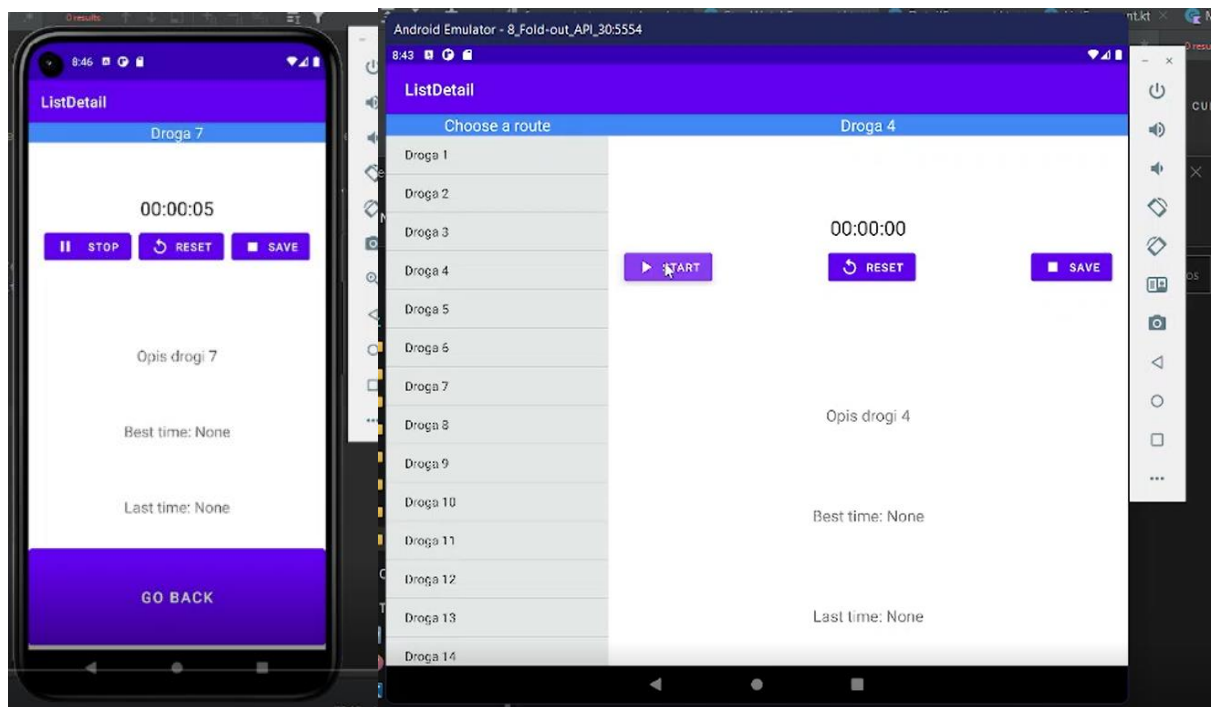 0 results
8:46
ListDetail
Droga 7
00:00:05
STOP
RESET
SAVE
Opis drogi 7
Best time: None
Last time: None
GO BACK
Android Emulator - 8_Fold-out_API_30:5554
8:43
ListDetail
Choose a route
Droga 4
Droga 1
Droga 2
Droga 3
Droga 4
Droga 5
Droga 6
Droga 7
Droga 8
Droga 9
Droga 10
Droga 11
Droga 12
Droga 13
Droga 14
00:00:00
START
RESET
SAVE
Opis drogi 4
Best time: None
Last time: None
nt.kt